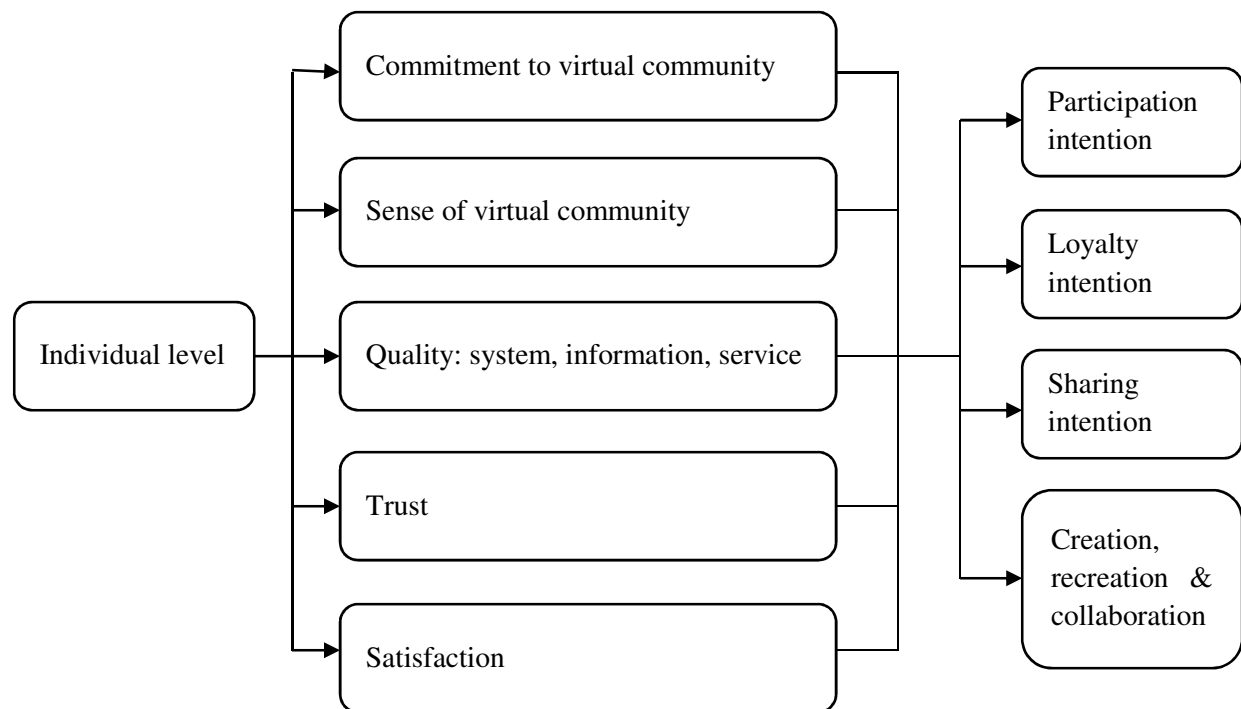 Individual level
Commitment to virtual community
Sense of virtual community
Quality: system, information, service
Trust
Satisfaction
Participation
intention
Loyalty
intention
Sharing
intention
Creation,
recreation &
collaboration